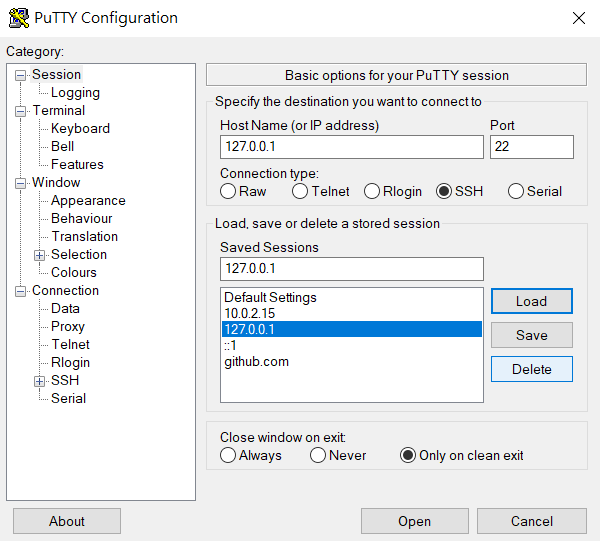 PuTTY Configuration
Category:
Session
Logging
Terminal
Keyboard
Bell
Features
Window
Appearance
Behaviour
Translation
Selection
Colours
Connection
Data
Proxy
Telnet
Rlogin
SSH
Serial
Basic options for your PuTTY session
Specify the destination you want to connect to
Host Name (or IP address) Port
127.0.0.1 22
Connection type:
Raw Telnet Rlogin SSH Serial
Load, save or delete a stored session
Saved Sessions
127.0.0.1
Default Settings
10.0.2.15
127.0.0.1
::1
github.com
Load
Save
Delete
Close window on exit:
Always Never Only on clean exit
About Open Cancel